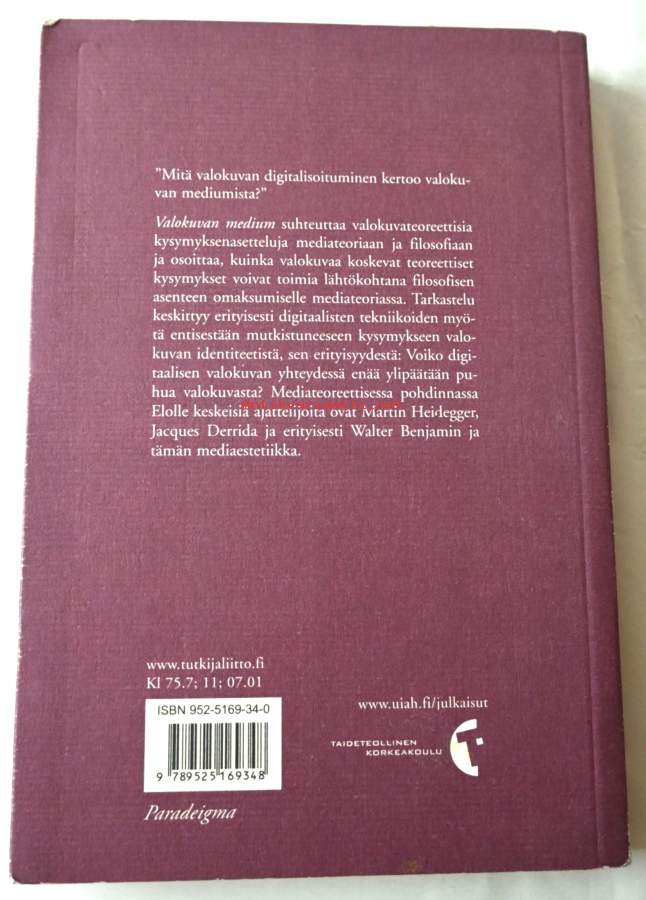 "Mitä valokuvan digitalisoituminen kertoo valoku-
van mediumista?"
Valokuvan medium suhteuttaa valokuvateoreettisia
kysymyksenasetteluja mediateoriaan ja filosofiaan
ja osoittaa, kuinka valokuvaa koskevat teoreettiset
kysymykset voivat toimia lähtökohtana filosofisen
asenteen omaksumiselle mediateoriassa. Tarkastelu
keskittyy erityisesti digitaalisten tekniikoiden myö-
tä entisestään mutkistuneeseen kysymykseen valo-
kuvan identiteetistä, sen erityisyydestä: Voiko digi-
taalisen valokuvan yhteydessä enää ylipäätään pu-
hua valokuvasta? Mediateoreettisessa pohdinnassa
Elolle keskeisiä ajattelijoita ovat Martin Heidegger,
Jacques Derrida ja erityisesti Walter Benjamin ja
tämän mediaestetiikka.
www.tutkijaliitto.fi
Kl 75.7; 11; 07.01
ISBN 952-5169-34-0
9 789525 169348
Paradeigma
www.uiah.fi/julkaisut
TAIDETEOLLINEN
KORKEAKOULU